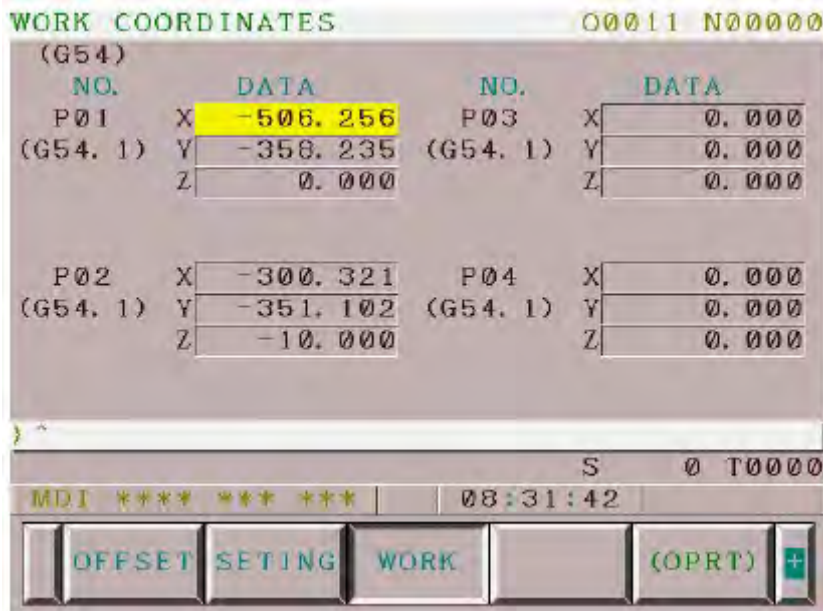 WORK COORDINATES O0011 N00000
(G54)
NO. DATA NO. DATA
P01 X -506.256 P03 X 0.000
(G54.1) Y -358.235 (G54.1) Y 0.000
Z 0.000 Z 0.000
P02 X -300.321 P04 X 0.000
(G54.1) Y -351.102 (G54.1) Y 0.000
Z -10.000 Z 0.000
) ^
S 0 T0000
MDI **** *** *** 08:31:42
OFFSET SETING WORK (OPRT) +